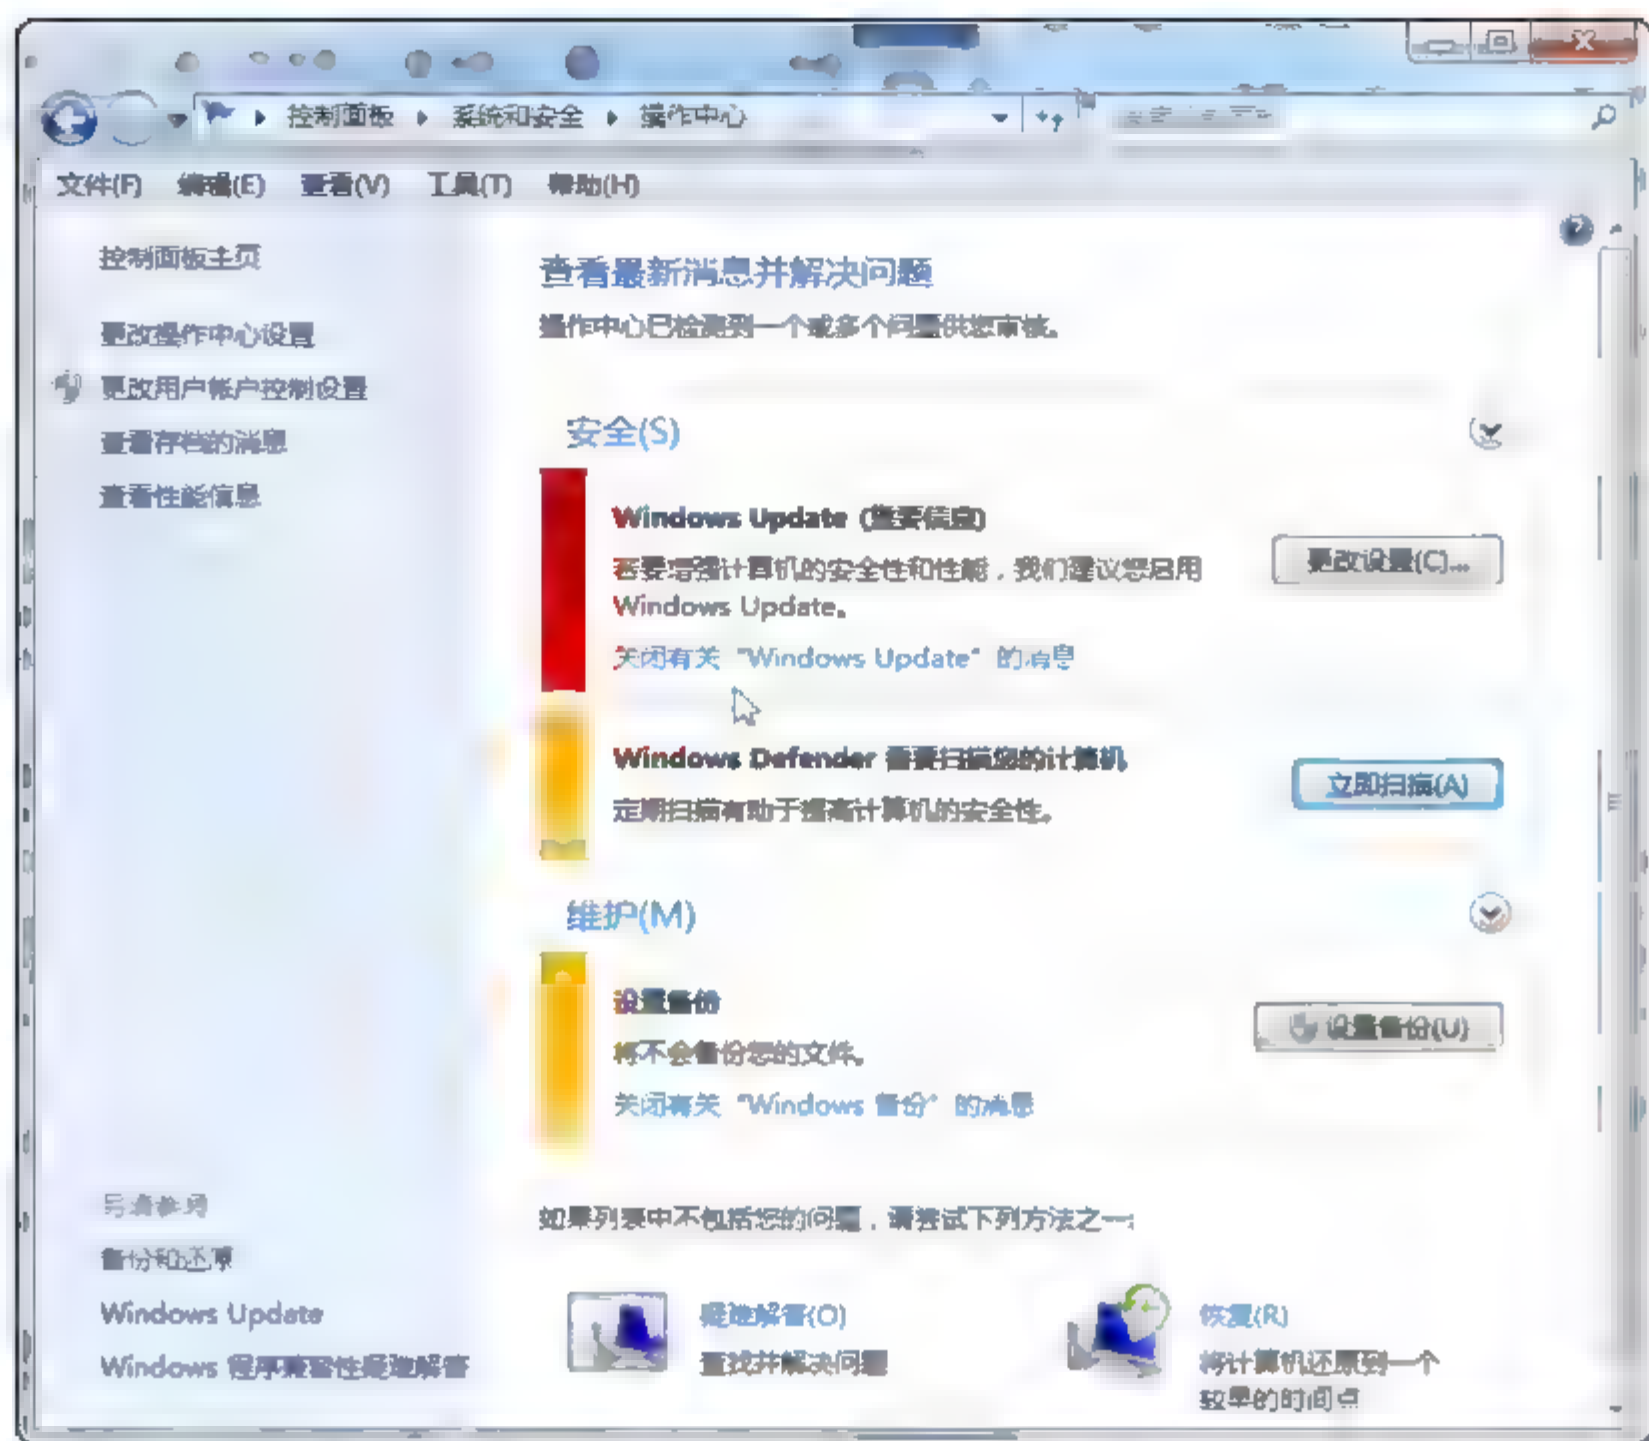 控制面板 系统和安全 操作中心
文件(F) 编辑(E) 查看(V) 工具(T) 帮助(H)
控制面板主页
更改操作中心设置
更改用户帐户控制设置
查看存档的消息
查看性能信息
查看最新消息并解决问题
操作中心已检测到一个或多个问题供您审核。
安全(S)
Windows Update (重要信息)
若要增强计算机的安全性和性能，我们建议您启用
Windows Update。
更改设置(C)...
关闭有关 "Windows Update" 的消息
Windows Defender 需要扫描您的计算机
定期扫描有助于提高计算机的安全性。
立即扫描(A)
维护(M)
设置备份
将不会备份您的文件。
设置备份(U)
关闭有关 "Windows 备份" 的消息
另请参阅
备份和还原
Windows Update
Windows 程序兼容性疑难解答
如果列表中不包括您的问题，请尝试下列方法之一:
疑难解答(O)
查找并解决问题
恢复(R)
将计算机还原到一个
较早的时间点